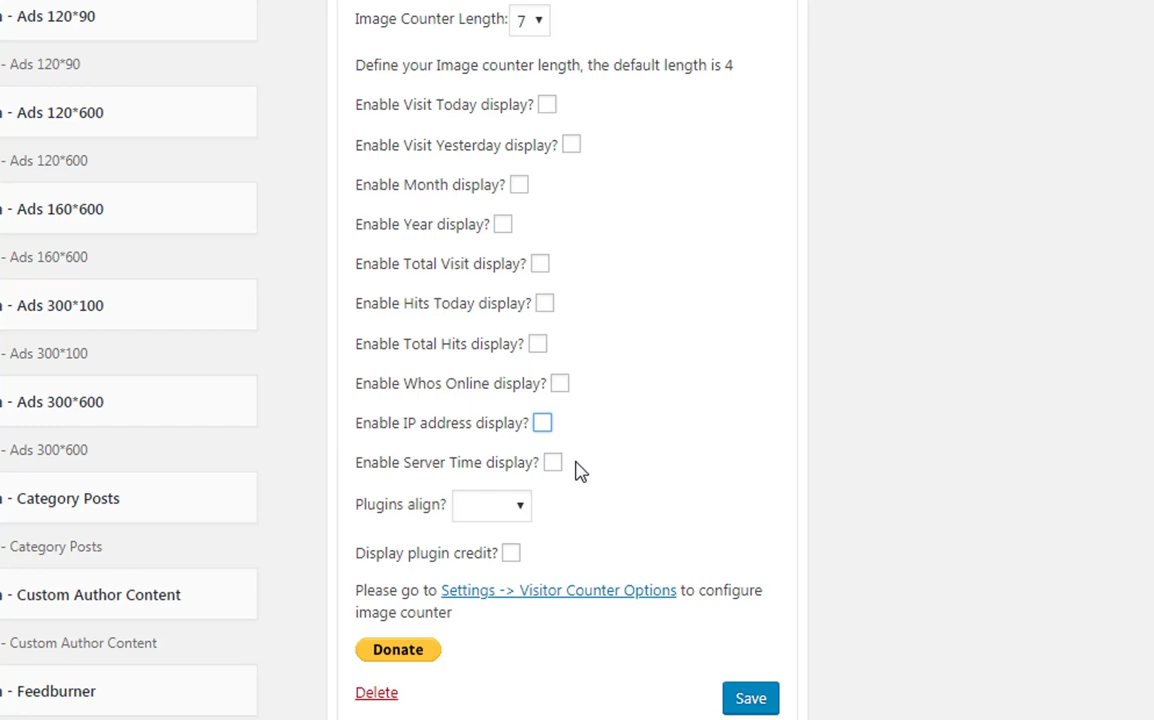 - Ads 120*90
- Ads 120*90
- Ads 120*600
- Ads 120*600
- Ads 160*600
- Ads 160*600
- Ads 300*100
- Ads 300*100
- Ads 300*600
- Ads 300*600
- Category Posts
- Category Posts
- Custom Author Content
- Custom Author Content
- Feedburner
Image Counter Length: 7
Define your Image counter length, the default length is 4
Enable Visit Today display?
Enable Visit Yesterday display?
Enable Month display?
Enable Year display?
Enable Total Visit display?
Enable Hits Today display?
Enable Total Hits display?
Enable Whos Online display?
Enable IP address display?
Enable Server Time display?
Plugins align?
Display plugin credit?
Please go to Settings -> Visitor Counter Options to configure
image counter
Donate
Delete
Save